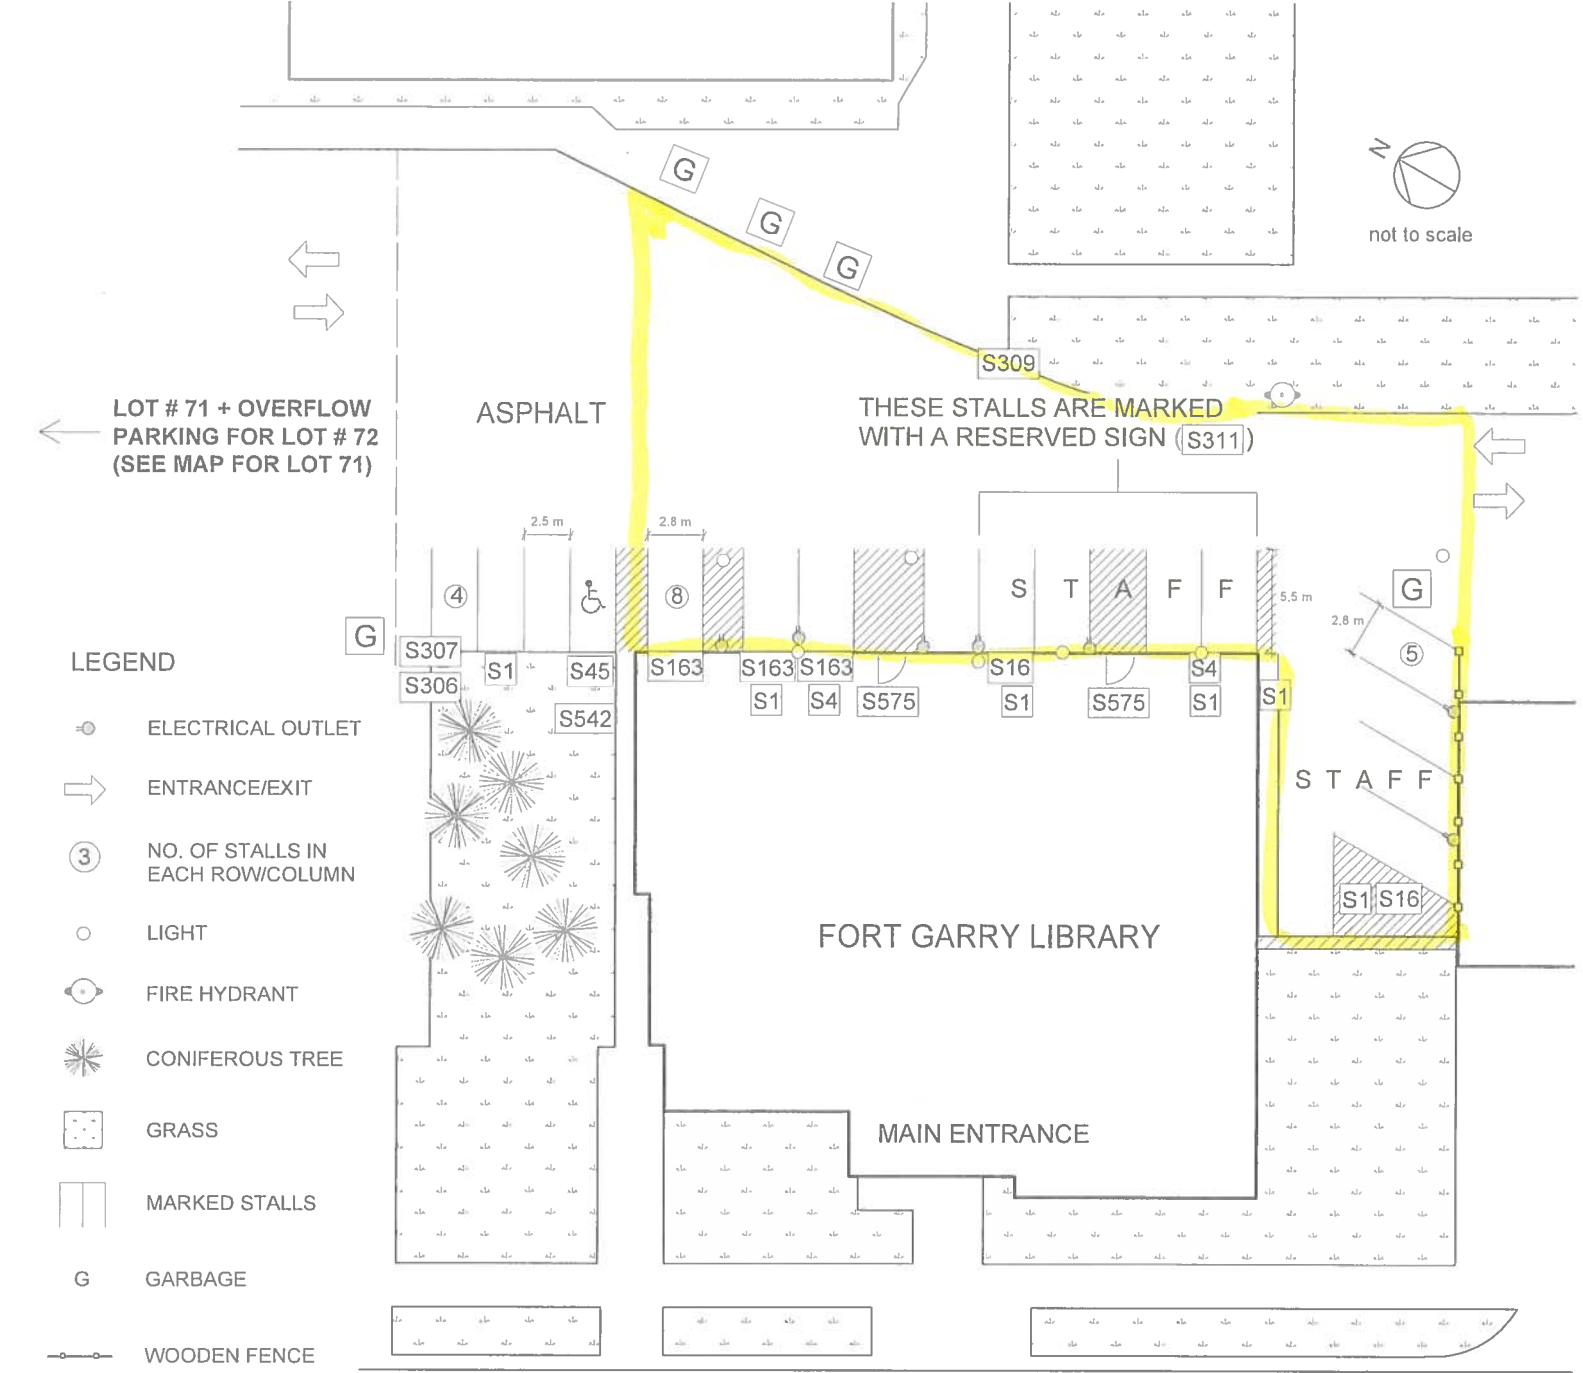 G
G
G
N
not to scale
S309
LOT # 71 + OVERFLOW
PARKING FOR LOT # 72
(SEE MAP FOR LOT 71)
ASPHALT
THESE STALLS ARE MARKED
WITH A RESERVED SIGN (S311)
2.5 m
2.8 m
4
8
S T A F F
5.5 m
G
2.8 m
5
G
S307
S306
S1
S45
S542
S163
S163
S1
S163
S4
S575
S16
S1
S575
S4
S1
S1
STAFF
S1
S16
FORT GARRY LIBRARY
MAIN ENTRANCE
LEGEND
ELECTRICAL OUTLET
ENTRANCE/EXIT
3
NO. OF STALLS IN
EACH ROW/COLUMN
LIGHT
FIRE HYDRANT
CONIFEROUS TREE
GRASS
MARKED STALLS
G
GARBAGE
WOODEN FENCE